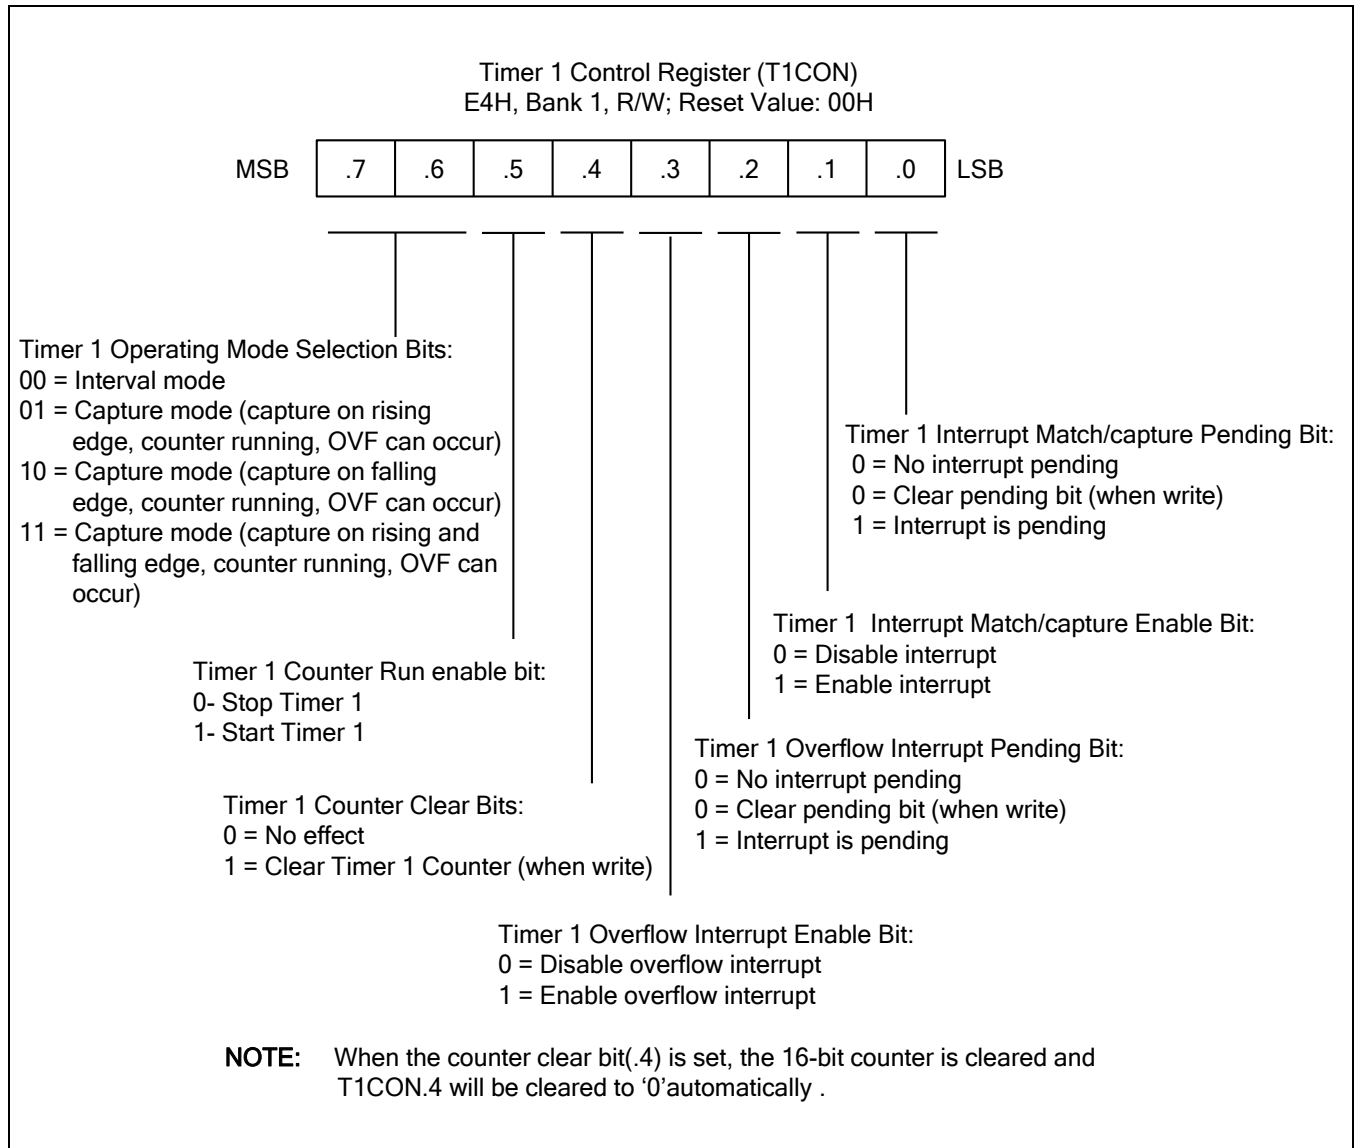 Timer 1 Control Register (T1CON)
E4H, Bank 1, R/W; Reset Value: 00H
MSB .7 .6 .5 .4 .3 .2 .1 .0 LSB
Timer 1 Operating Mode Selection Bits:
00 = Interval mode
01 = Capture mode (capture on rising
edge, counter running, OVF can occur)
10 = Capture mode (capture on falling
edge, counter running, OVF can occur)
11 = Capture mode (capture on rising and
falling edge, counter running, OVF can
occur)
Timer 1 Interrupt Match/capture Pending Bit:
0 = No interrupt pending
0 = Clear pending bit (when write)
1 = Interrupt is pending
Timer 1 Interrupt Match/capture Enable Bit:
0 = Disable interrupt
1 = Enable interrupt
Timer 1 Counter Run enable bit:
0- Stop Timer 1
1- Start Timer 1
Timer 1 Overflow Interrupt Pending Bit:
0 = No interrupt pending
0 = Clear pending bit (when write)
1 = Interrupt is pending
Timer 1 Counter Clear Bits:
0 = No effect
1 = Clear Timer 1 Counter (when write)
Timer 1 Overflow Interrupt Enable Bit:
0 = Disable overflow interrupt
1 = Enable overflow interrupt
NOTE: When the counter clear bit(.4) is set, the 16-bit counter is cleared and
T1CON.4 will be cleared to ‘0’automatically .